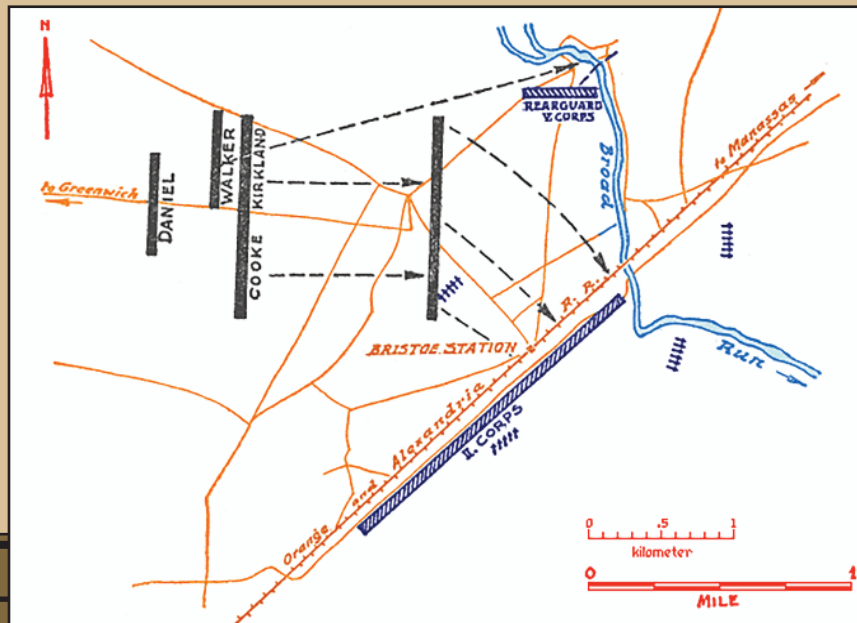 N
REARGUARD
V. CORPS
to Manassas
WALKER
KIRKLAND
Broad
to Greenwich
DANIEL
COOKE
R. R.
BRISTOE STATION
Run
Alexandria
II. CORPS
and
Orange
0 .5 1
kilometer
0 1
MILE